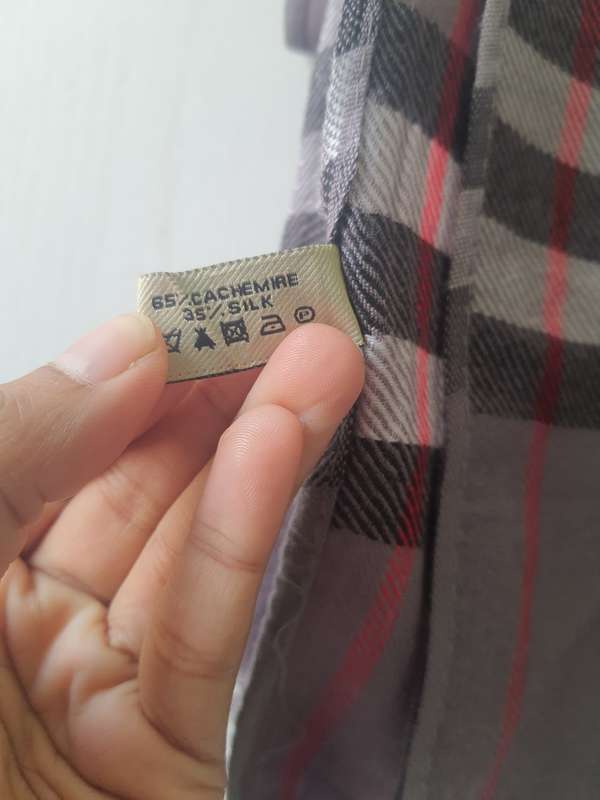 65% CACHEMIRE
35% SILK
P